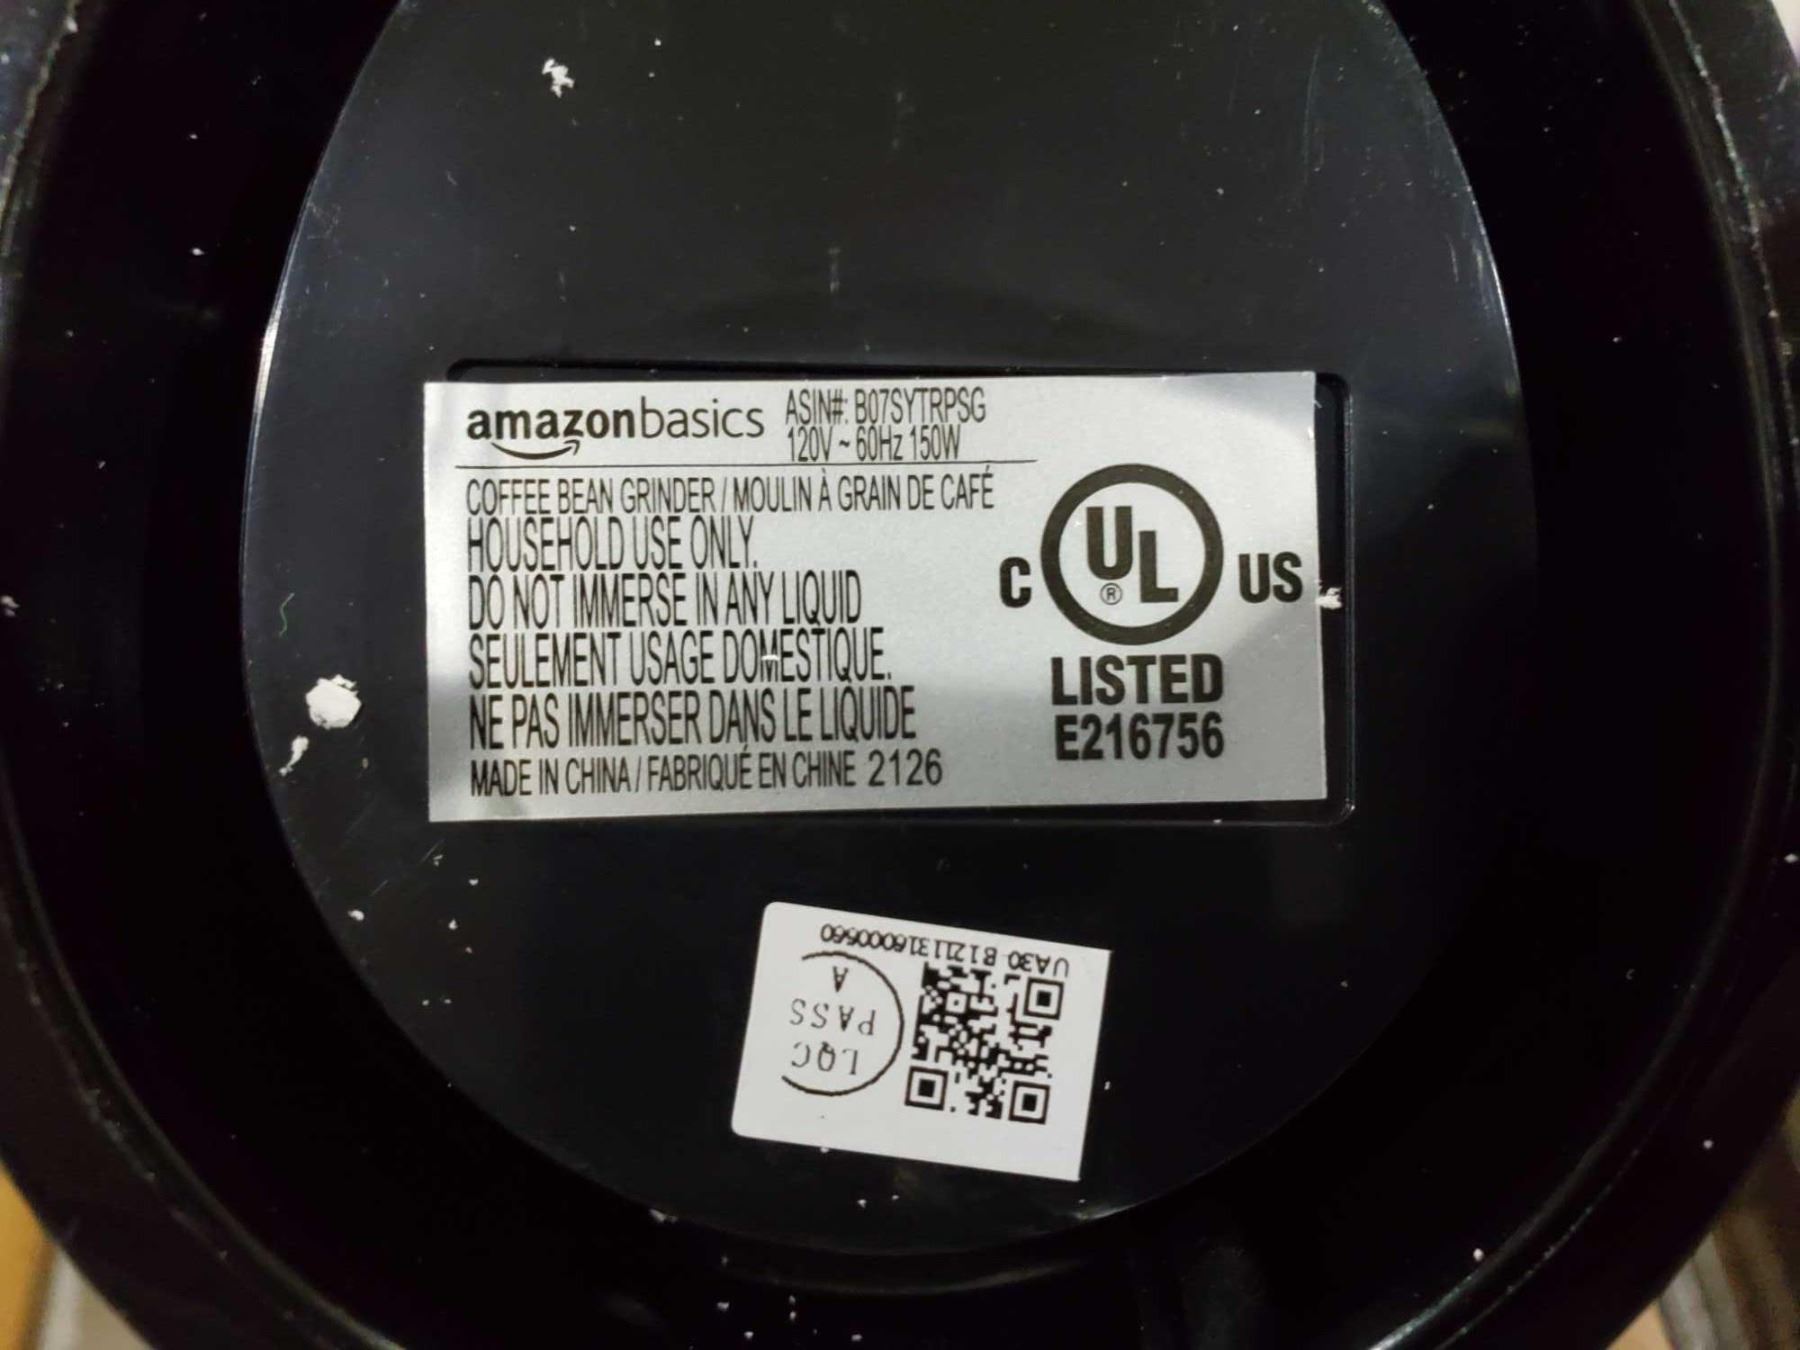 amazonbasics ASIN#: B07SYTRPSG
120V ~ 60Hz 150W
COFFEE BEAN GRINDER / MOULIN À GRAIN DE CAFÉ
HOUSEHOLD USE ONLY.
DO NOT IMMERSE IN ANY LIQUID
SEULEMENT USAGE DOMESTIQUE.
NE PAS IMMERSER DANS LE LIQUIDE
MADE IN CHINA / FABRIQUÉ EN CHINE 2126
C UL ® US
LISTED
E216756
LQC
PASS
A
UA30